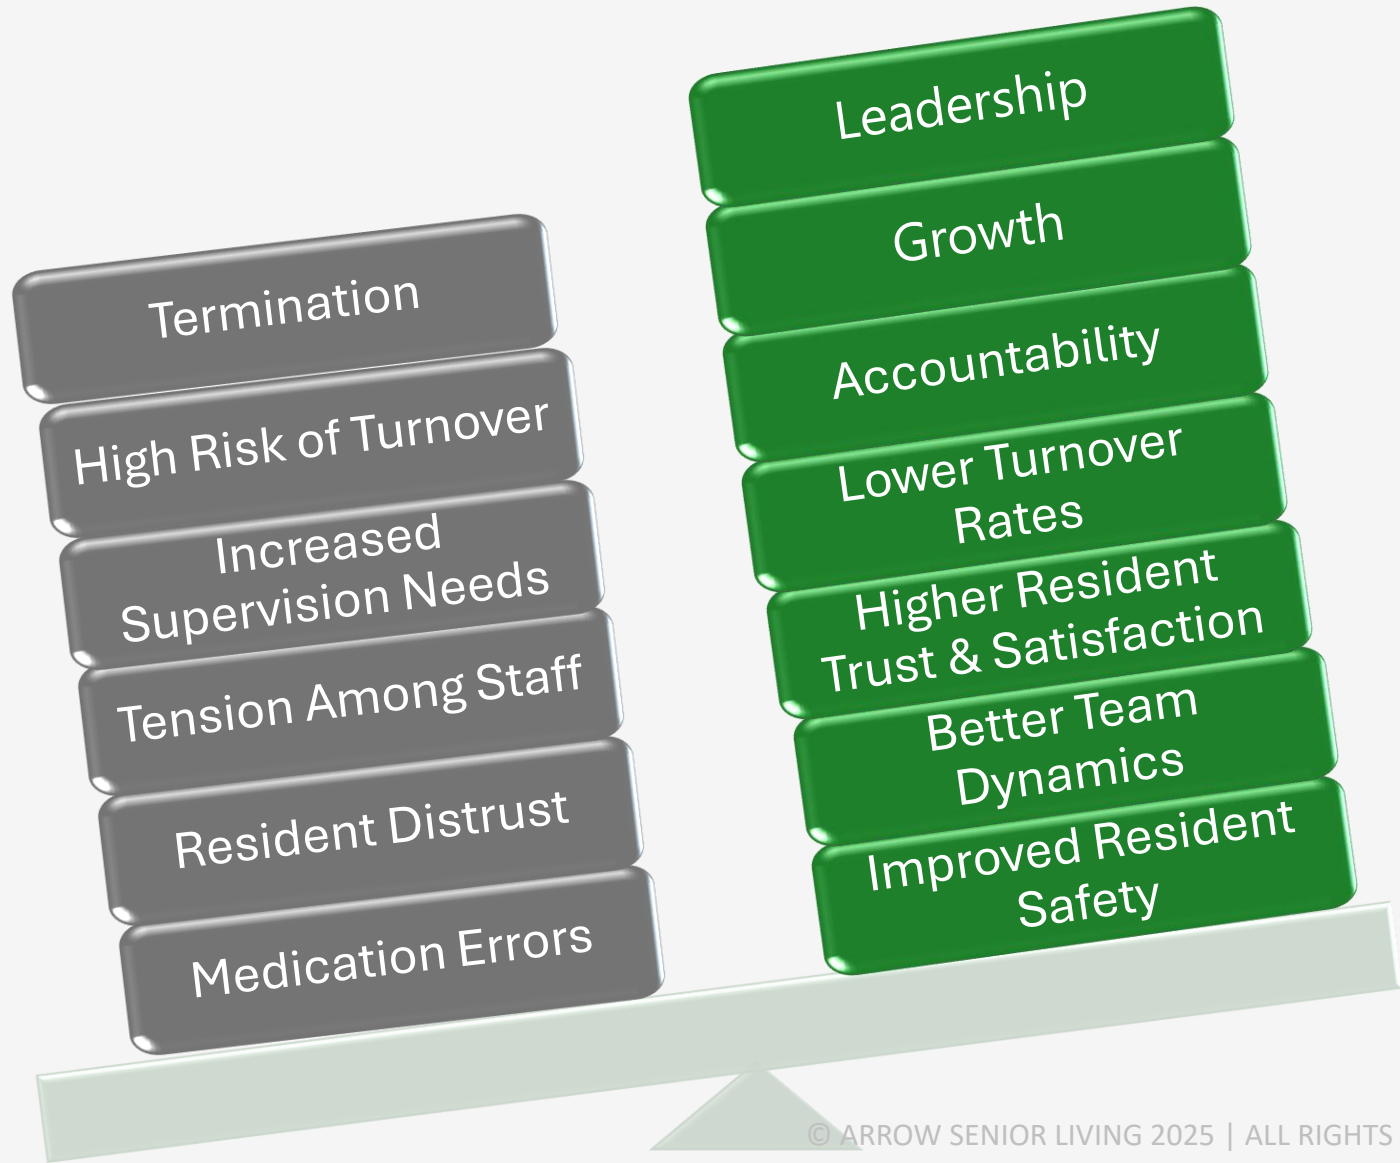 Termination
High Risk of Turnover
Increased
Supervision Needs
Tension Among Staff
Resident Distrust
Medication Errors
Leadership
Growth
Accountability
Lower Turnover
Rates
Higher Resident
Trust & Satisfaction
Better Team
Dynamics
Improved Resident
Safety
© ARROW SENIOR LIVING 2025 | ALL RIGHTS